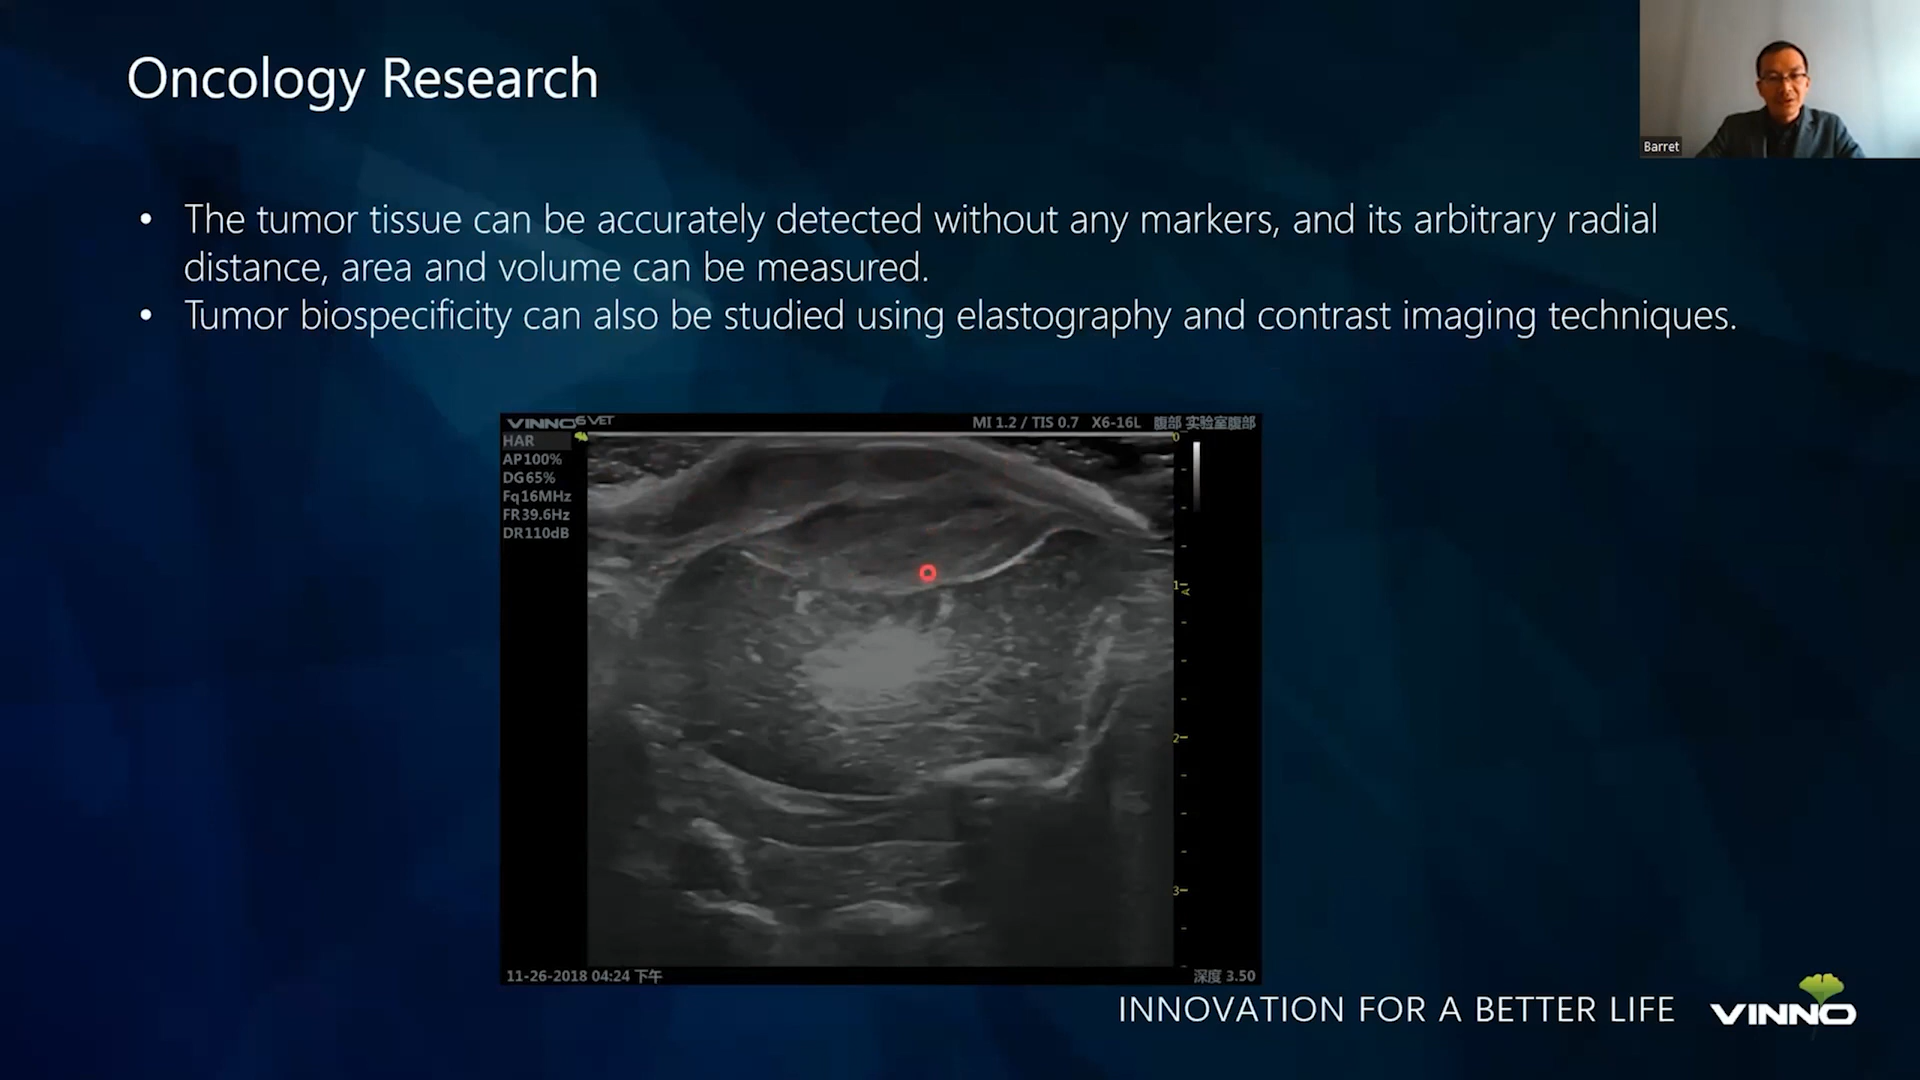 Oncology Research
Barret
• The tumor tissue can be accurately detected without any markers, and its arbitrary radial
distance, area and volume can be measured.
• Tumor biospecificity can also be studied using elastography and contrast imaging techniques.
VINNO 6 VET
MI 1.2 / TIS 0.7 X6-16L 腹部 实验室腹部
HAR
AP100%
DG65%
Fq16MHz
FR39.6Hz
DR110dB
0
1
A
2
3
11-26-2018 04:24 下午
深度 3.50
INNOVATION FOR A BETTER LIFE
VINNO